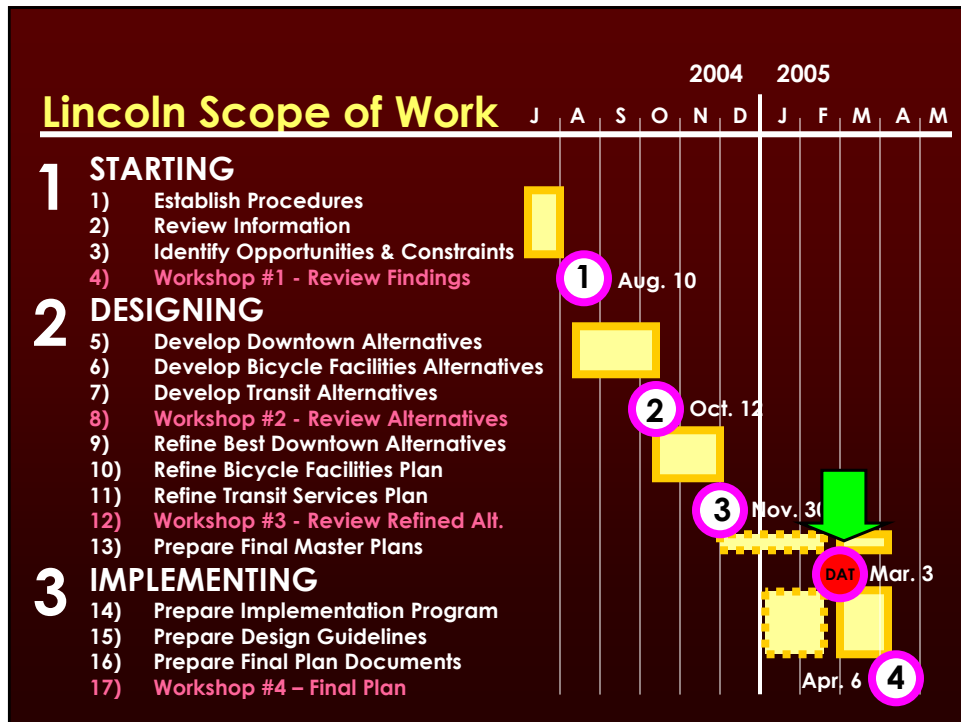 2004 2005
Lincoln Scope of Work J A S O N D J F M A M
1 STARTING
1) Establish Procedures
2) Review Information
3) Identify Opportunities & Constraints
4) Workshop #1 - Review Findings 1 Aug. 10
2 DESIGNING
5) Develop Downtown Alternatives
6) Develop Bicycle Facilities Alternatives
7) Develop Transit Alternatives
8) Workshop #2 - Review Alternatives 2 Oct. 12
9) Refine Best Downtown Alternatives
10) Refine Bicycle Facilities Plan
11) Refine Transit Services Plan
12) Workshop #3 - Review Refined Alt. 3 Nov. 30
13) Prepare Final Master Plans
3 IMPLEMENTING DAT Mar. 3
14) Prepare Implementation Program
15) Prepare Design Guidelines
16) Prepare Final Plan Documents
17) Workshop #4 – Final Plan Apr. 6 4